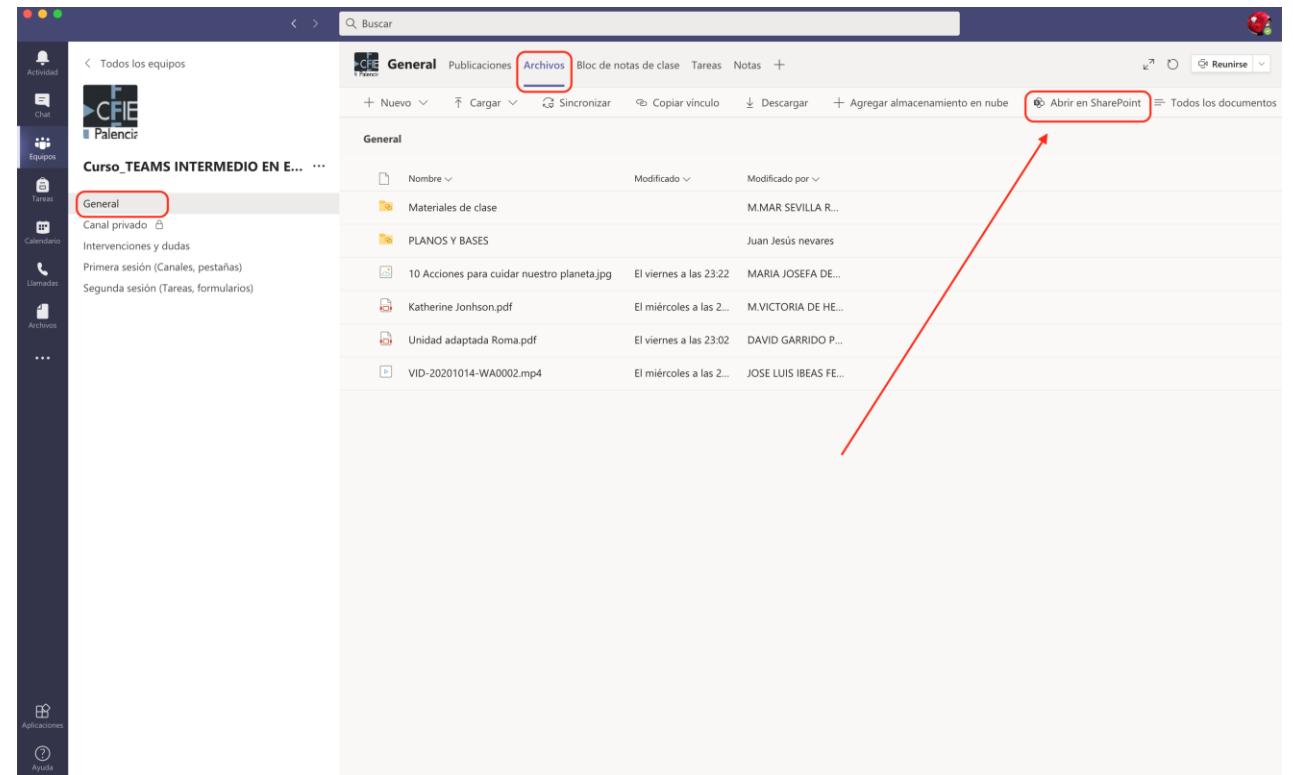 Buscar
Actividad
Chat
Equipos
Tareas
Calendario
Llamadas
Archivos
Aplicaciones
Ayuda
Todos los equipos
CFIE
Palencia
Curso_TEAMS INTERMEDIO EN E... ···
General
Canal privado
Intervenciones y dudas
Primera sesión (Canales, pestañas)
Segunda sesión (Tareas, formularios)
CFIE General Publicaciones Archivos Bloc de notas de clase Tareas Notas + Reunirse
+ Nuevo Cargar Sincronizar Copiar vínculo Descargar + Agregar almacenamiento en nube Abrir en SharePoint Todos los documentos
General
Nombre Modificado Modificado por
Materiales de clase M.MAR SEVILLA R...
PLANOS Y BASES Juan Jesús nevares
10 Acciones para cuidar nuestro planeta.jpg El viernes a las 23:22 MARIA JOSEFA DE...
Katherine Jonhson.pdf El miércoles a las 2... M.VICTORIA DE HE...
Unidad adaptada Roma.pdf El viernes a las 23:02 DAVID GARRIDO P...
VID-20201014-WA0002.mp4 El miércoles a las 2... JOSE LUIS IBEAS FE...